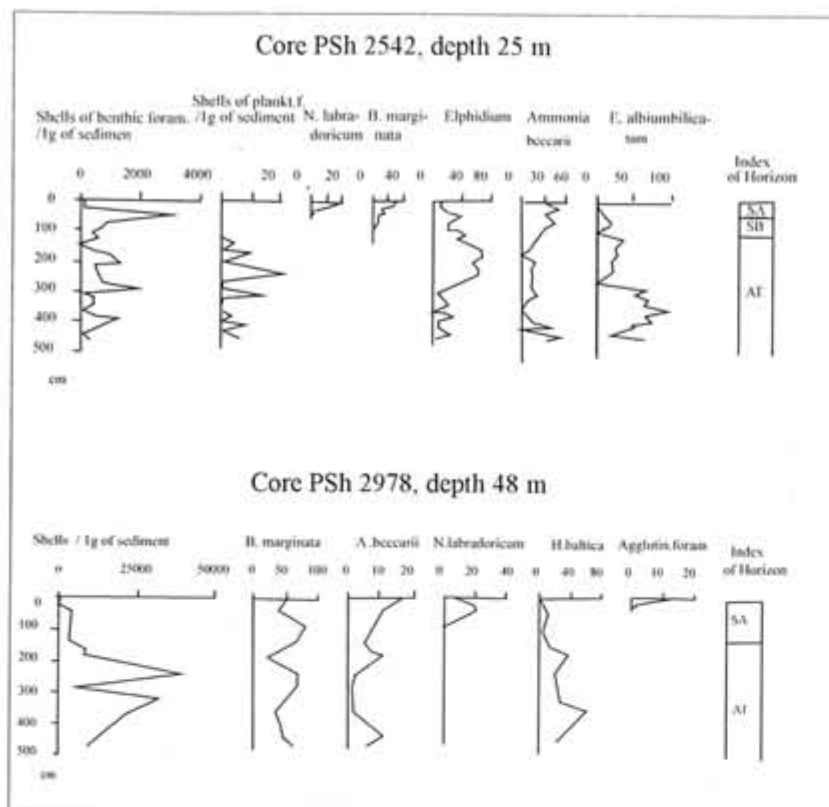 Core PSh 2542, depth 25 m
Shells of benthic foram. /1g of sedimen
Shells of plankt.f. /1g of sediment
N. labra-doricum
B. margi-nata
Elphidium
Ammonia beccarii
E. albiumbilica-tum
Index of Horizon
0 2000 4000
20
0 20
0 40
0 40 80
0 30 60
0 50 100
0
100
200
300
400
500
cm
SA
SB
AT
Core PSh 2978, depth 48 m
Shells / 1g of sediment
B. marginata
A.beccarii
N.labradoricum
H.baltica
Agglutin.foram
Index of Horizon
0 25000 50000
0 50 100
0 10 20
0 20 40
0 40 80
0 10 20
0
100
200
300
400
500
cm
SA
AT